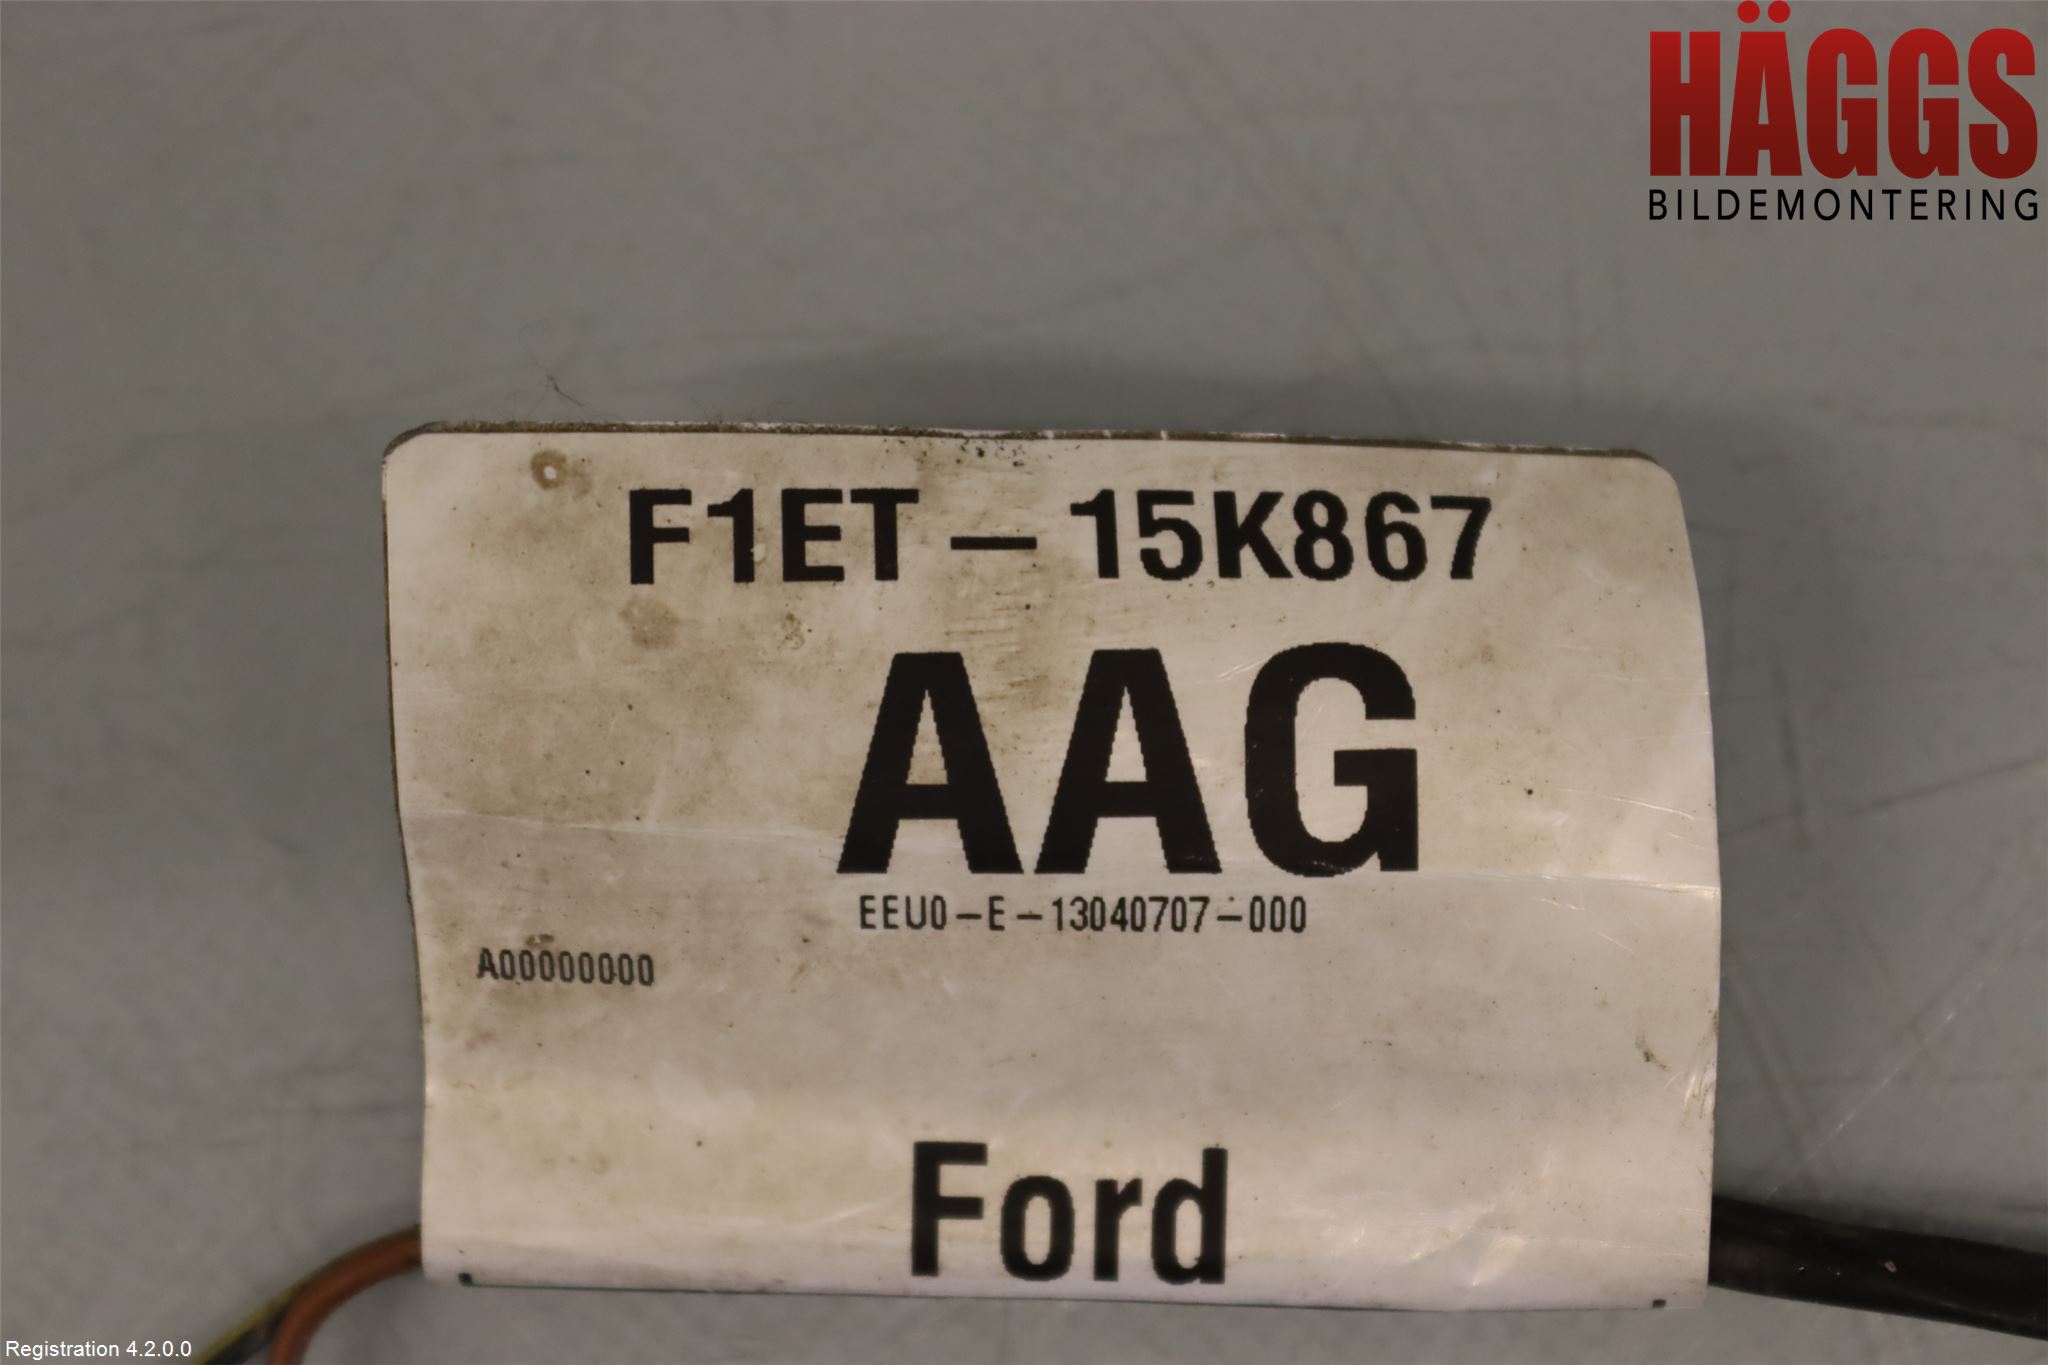 HÄGGS
BILDEMONTERING
F1ET-15K867
AAG
EEU0-E-13040707-000
A00000000
Ford
Registration 4.2.0.0